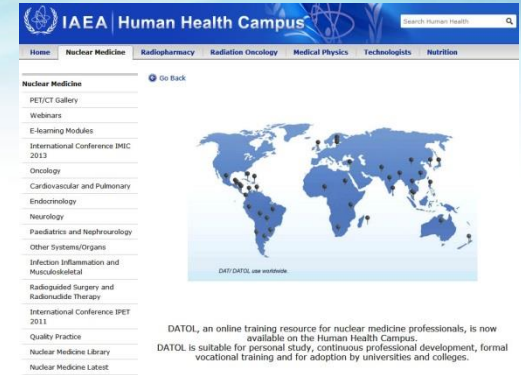 IAEA Human Health Campus
Search Human Health
Home Nuclear Medicine Radiopharmacy Radiation Oncology Medical Physics Technologists Nutrition
Go Back
Nuclear Medicine
PET/CT Gallery
Webinars
E-learning Modules
International Conference IMIC
2013
Oncology
Cardiovascular and Pulmonary
Endocrinology
Neurology
Paediatrics and Nephrourology
Other Systems/Organs
Infection Inflammation and
Musculoskeletal
Radioguided Surgery and
Radionudide Therapy
International Conference IPET
2011
Quality Practice
Nuclear Medicine Library
Nuclear Medicine Latest
DAT/ DATOL use worldwide.
DATOL, an online training resource for nuclear medicine professionals, is now
available on the Human Health Campus.
DATOL is suitable for personal study, continuous professional development, formal
vocational training and for adoption by universities and colleges.